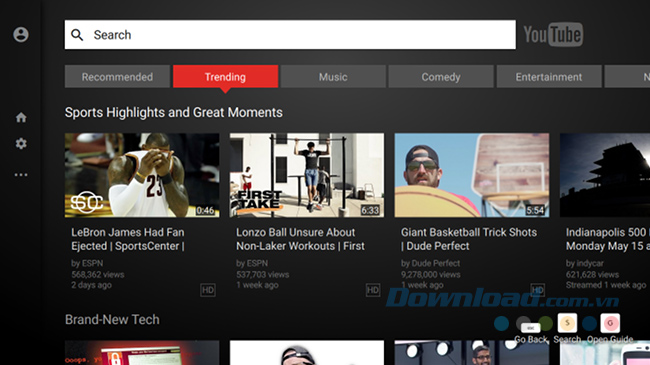 Search
YouTube
Recommended
Trending
Music
Comedy
Entertainment
N
Sports Highlights and Great Moments
23
SC
0:46
FIRST
TAKE
6:33
5:54
LeBron James Had Fan
Ejected | SportsCenter |
by ESPN
568,362 views
2 days ago
HD
Lonzo Ball Unsure About
Non-Laker Workouts | First
by ESPN
537,703 views
1 week ago
HD
Giant Basketball Trick Shots
| Dude Perfect
by Dude Perfect
9,278,000 views
1 week ago
HD
Indianapolis 500
Monday May 15 a
by indycar
621,628 views
Streamed 1 week ago
Download.com.vn
Brand-New Tech
esc
S
G
Go Back
Search
Open Guide
oops.